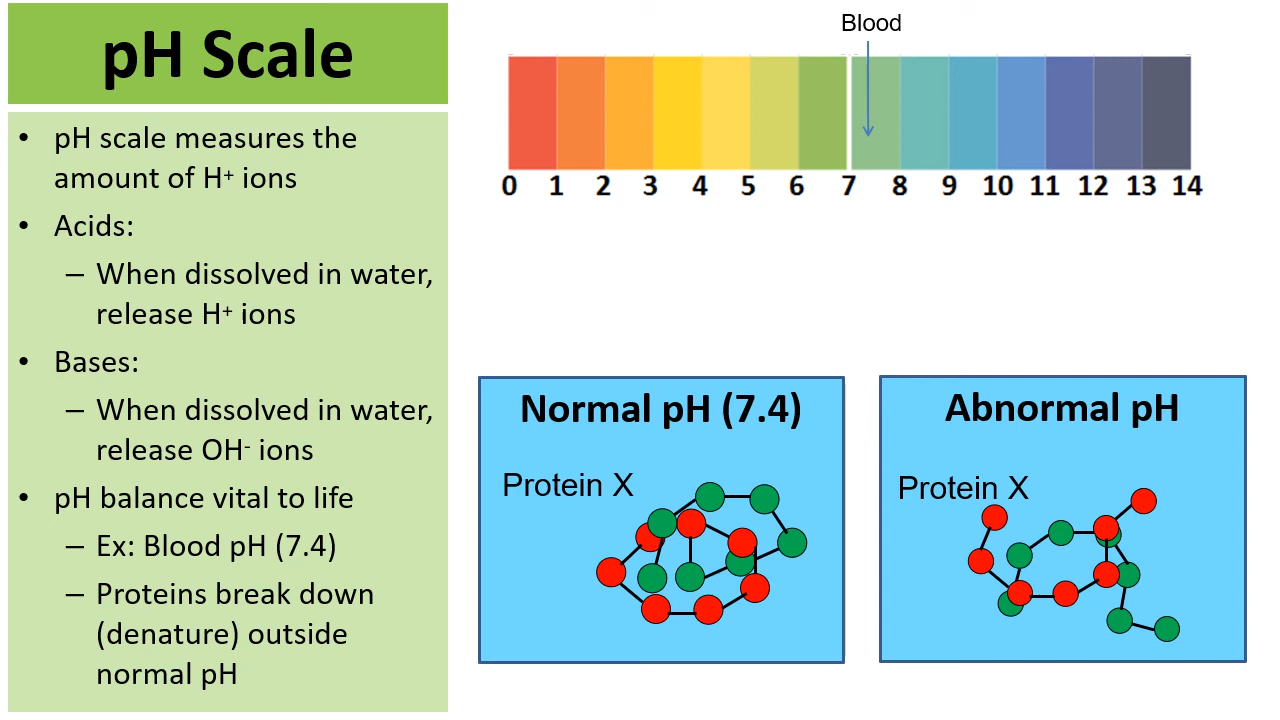 pH Scale
• pH scale measures the
amount of H⁺ ions
• Acids:
– When dissolved in water,
release H⁺ ions
• Bases:
– When dissolved in water,
release OH⁻ ions
• pH balance vital to life
– Ex: Blood pH (7.4)
– Proteins break down
(denature) outside
normal pH
Blood
0 1 2 3 4 5 6 7 8 9 10 11 12 13 14
Normal pH (7.4)
Protein X
Abnormal pH
Protein X